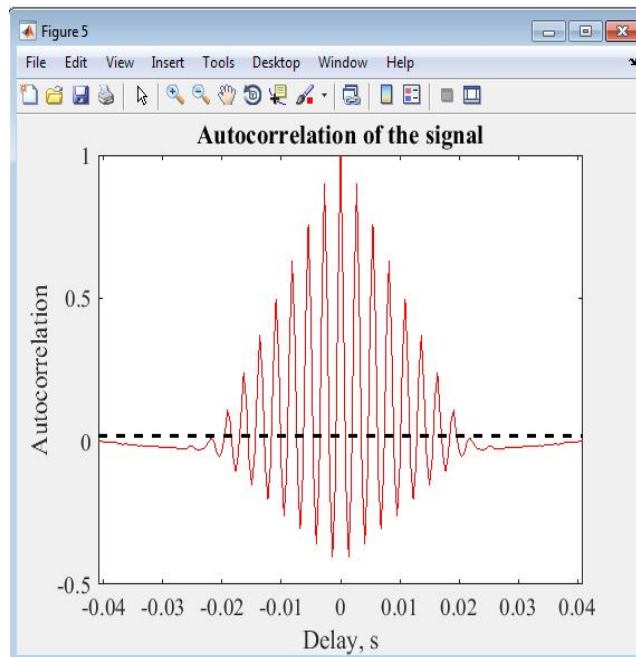 Figure 5
File Edit View Insert Tools Desktop Window Help
Autocorrelation of the signal
1
0.5
0
-0.5
Autocorrelation
-0.04 -0.03 -0.02 -0.01 0 0.01 0.02 0.03 0.04
Delay, s